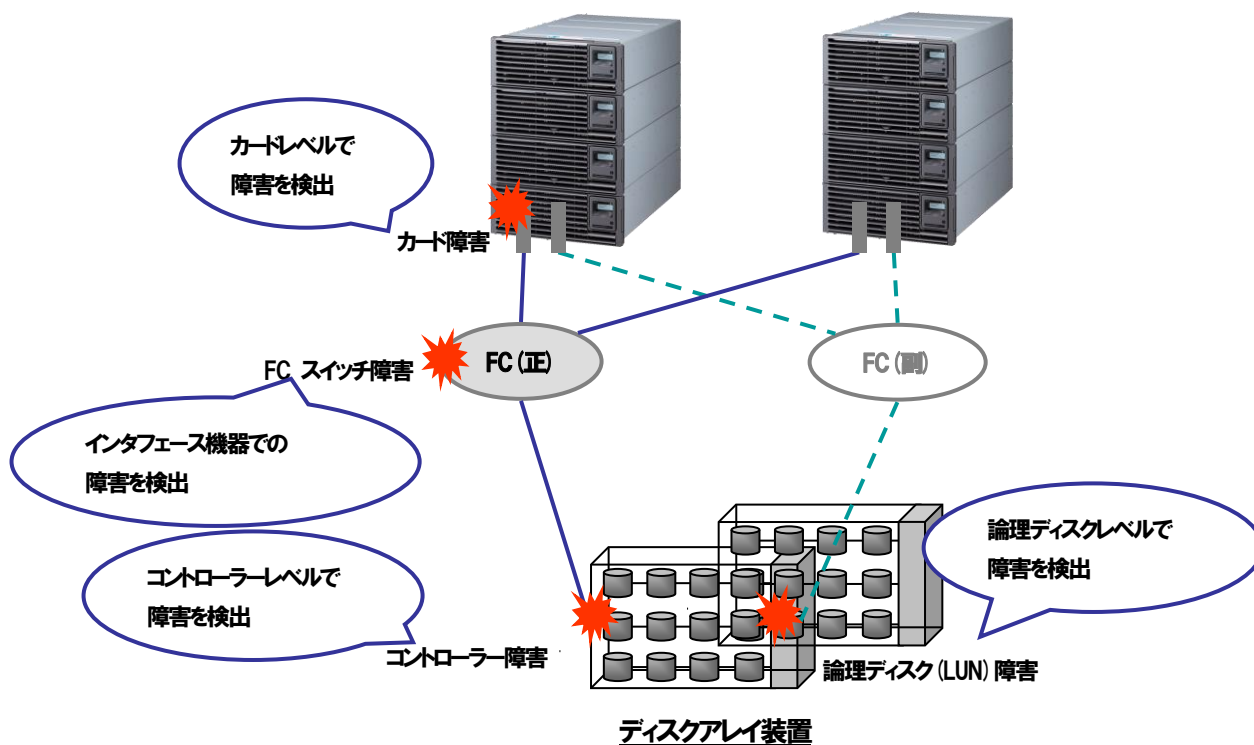 カードレベルで
障害を検出
カード障害
FC(正)
FC(副)
FC スイッチ障害
インタフェース機器での
障害を検出
論理ディスクレベルで
障害を検出
コントローラーレベルで
障害を検出
コントローラー障害
論理ディスク(LUN)障害
ディスクアレイ装置